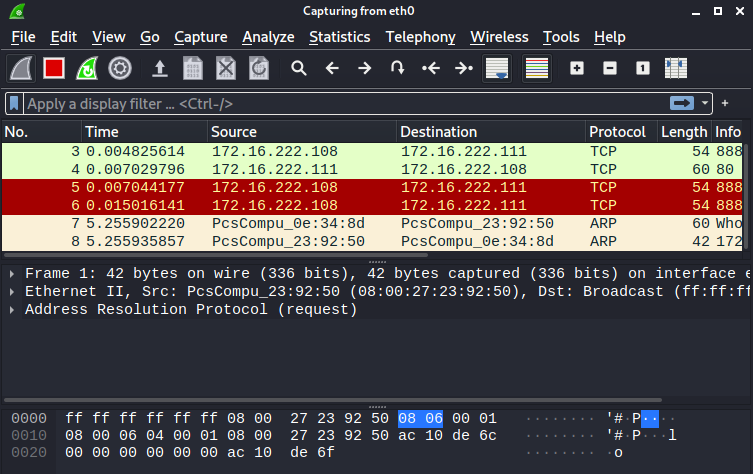 Capturing from eth0
File Edit View Go Capture Analyze Statistics Telephony Wireless Tools Help
Apply a display filter … <Ctrl-/>
No. Time Source Destination Protocol Length Info
3 0.004825614 172.16.222.108 172.16.222.111 TCP 54 888
4 0.007029796 172.16.222.111 172.16.222.108 TCP 60 80
5 0.007044177 172.16.222.108 172.16.222.111 TCP 54 888
6 0.015016141 172.16.222.108 172.16.222.111 TCP 54 888
7 5.255902220 PcsCompu_0e:34:8d PcsCompu_23:92:50 ARP 60 Who
8 5.255935857 PcsCompu_23:92:50 PcsCompu_0e:34:8d ARP 42 172
Frame 1: 42 bytes on wire (336 bits), 42 bytes captured (336 bits) on interface e
Ethernet II, Src: PcsCompu_23:92:50 (08:00:27:23:92:50), Dst: Broadcast (ff:ff:ff
Address Resolution Protocol (request)
0000 ff ff ff ff ff ff 08 00 27 23 92 50 08 06 00 01 ········ '#·P····
0010 08 00 06 04 00 01 08 00 27 23 92 50 ac 10 de 6c ········ '#·P···l
0020 00 00 00 00 00 00 ac 10 de 6f ········ ·o